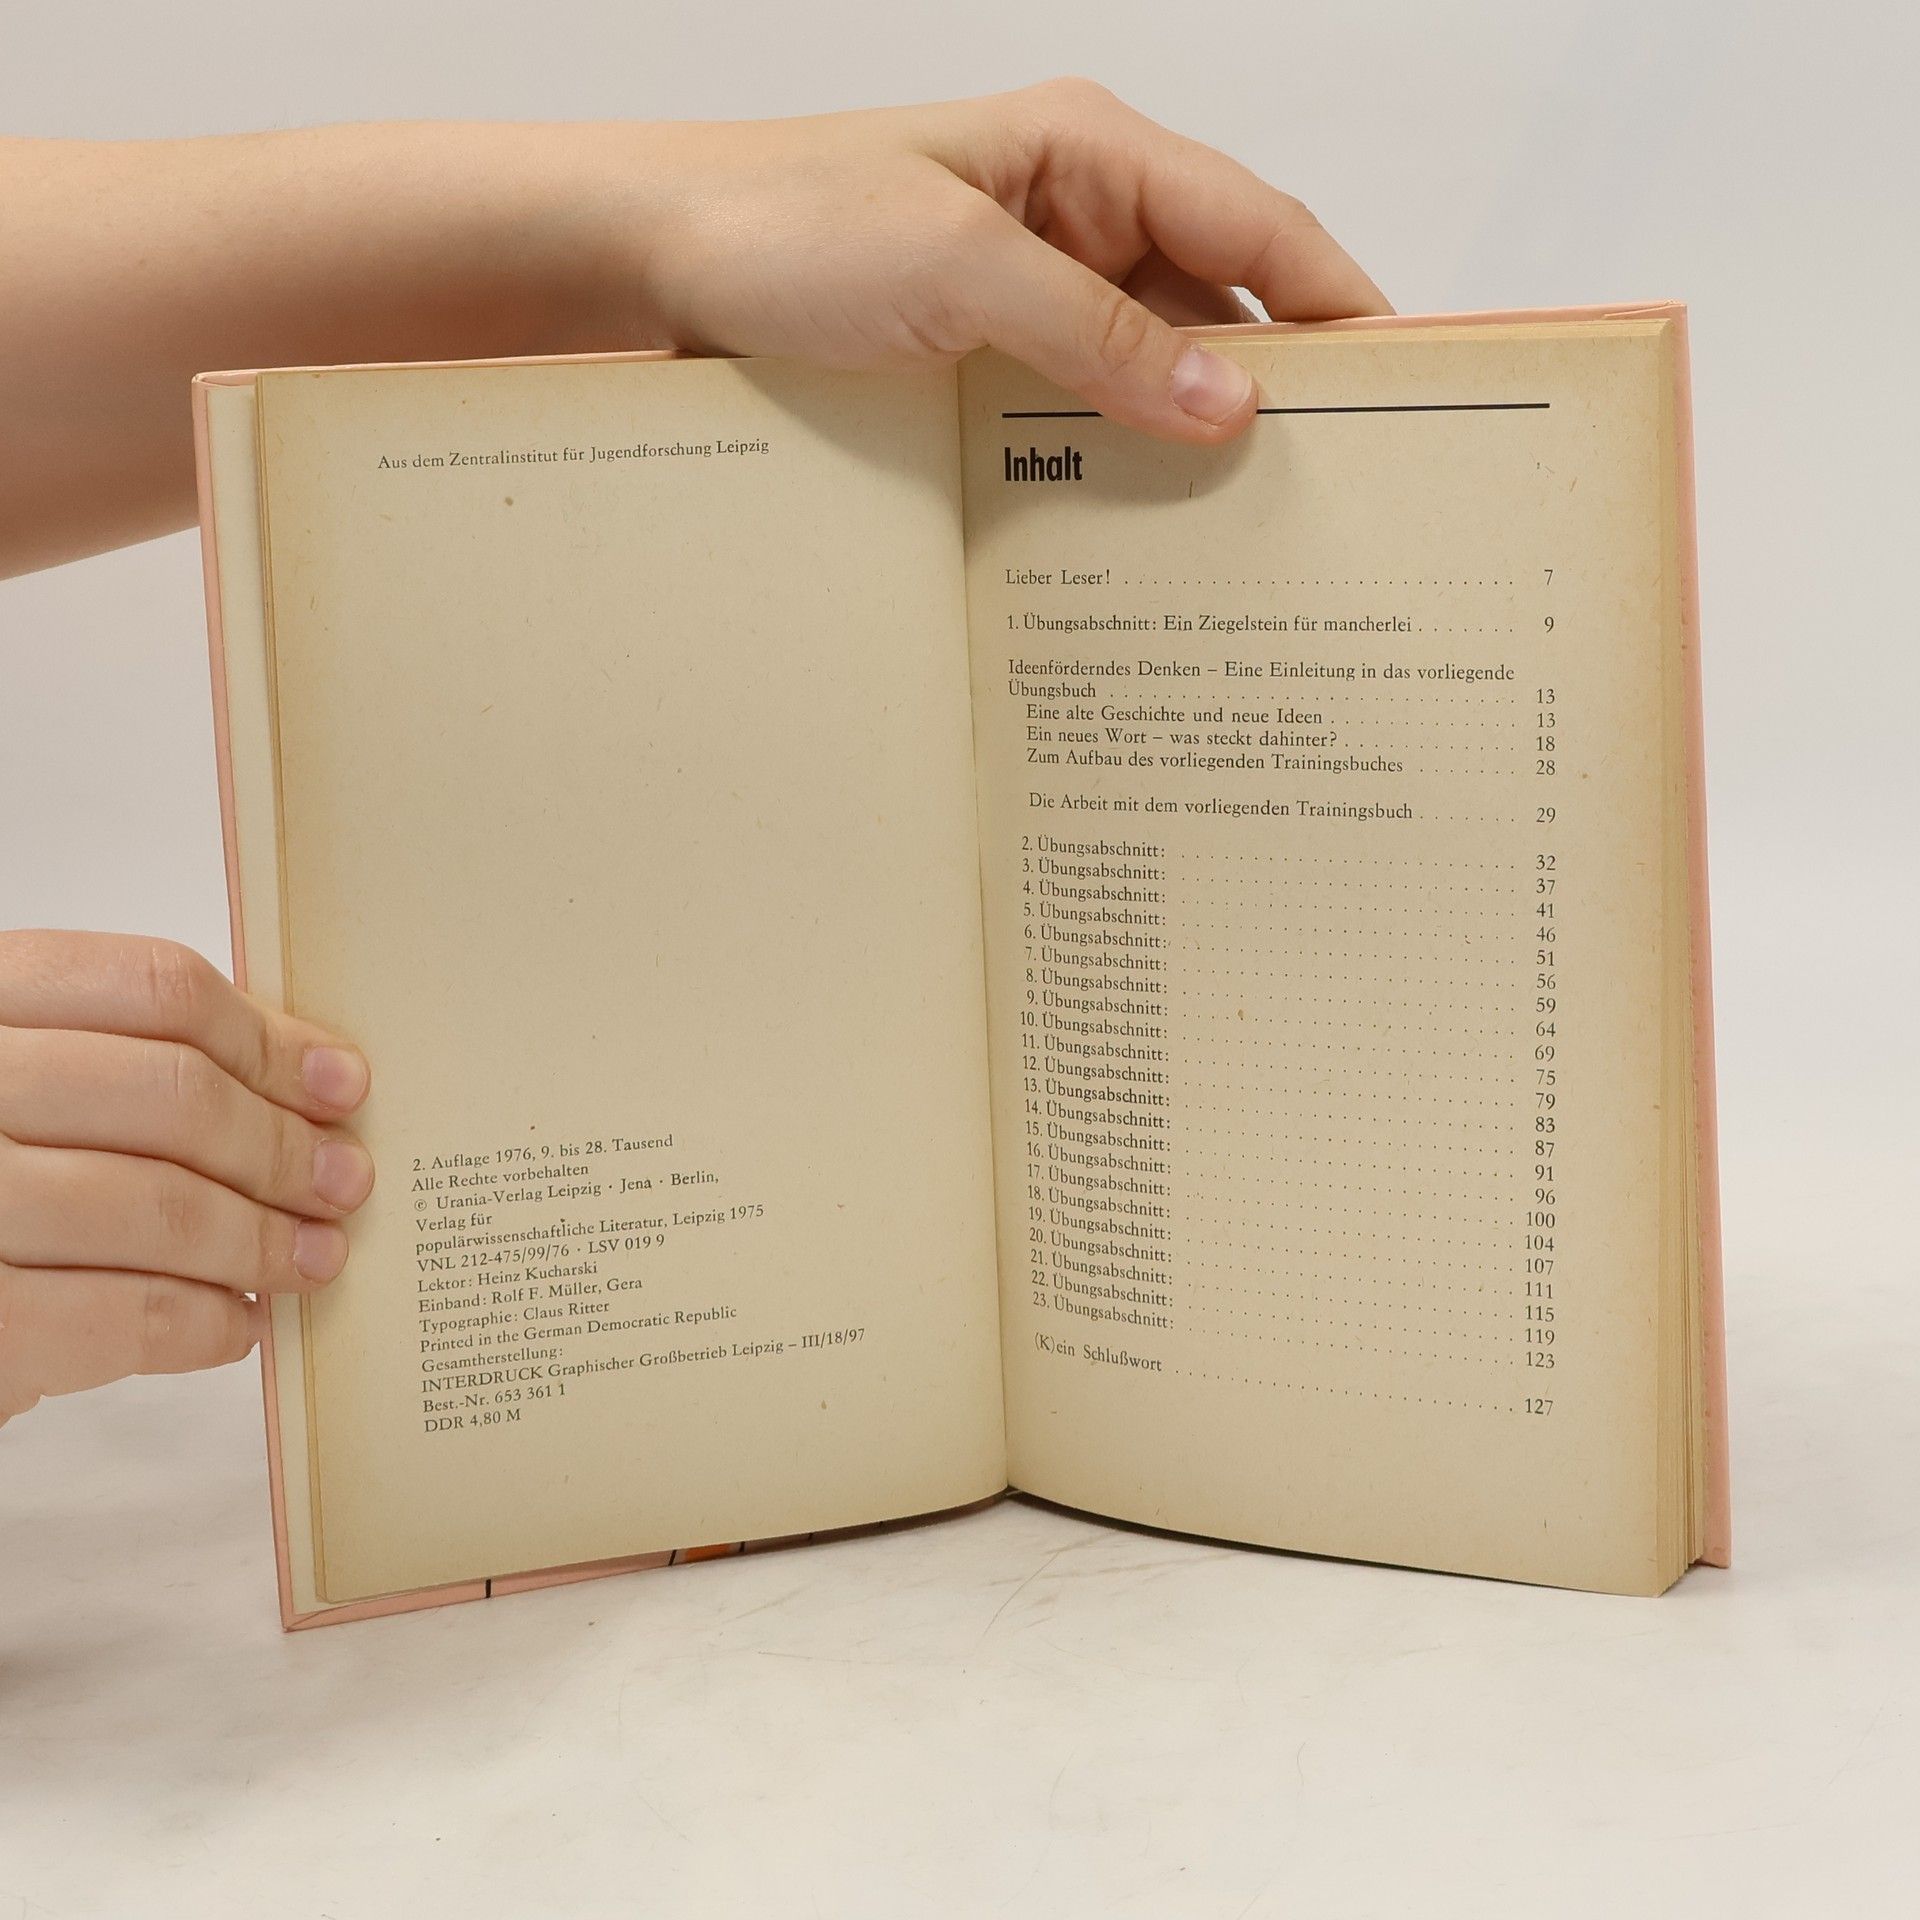 Aus dem Zentralinstitut für Jugendforschung Leipzig
2. Auflage 1976, 9. bis 28. Tausend
Alle Rechte vorbehalten
© Urania-Verlag Leipzig · Jena · Berlin,
Verlag für
populärwissenschaftliche Literatur, Leipzig 1975
VNL 212-475/99/76 · LSV 019 9
Lektor: Heinz Kucharski
Einband: Rolf F. Müller, Gera
Typographie: Claus Ritter
Printed in the German Democratic Republic
Gesamtherstellung:
INTERDRUCK Graphischer Großbetrieb Leipzig – III/18/97
Best.-Nr. 653 361 1
DDR 4,80 M
Inhalt
Lieber Leser! . . . . . . . . . . 7
1. Übungsabschnitt: Ein Ziegelstein für mancherlei . . . . . . . 9
Ideenförderndes Denken – Eine Einleitung in das vorliegende
Übungsbuch . . . . . . . . . . 13
Eine alte Geschichte und neue Ideen . . . . . . . . . . 13
Ein neues Wort – was steckt dahinter? . . . . . . . . . . 18
Zum Aufbau des vorliegenden Trainingsbuches . . . . . . . 28
Die Arbeit mit dem vorliegenden Trainingsbuch . . . . . . . 29
2. Übungsabschnitt: . . . . . . . . . . 32
3. Übungsabschnitt: . . . . . . . . . . 37
4. Übungsabschnitt: . . . . . . . . . . 41
5. Übungsabschnitt: . . . . . . . . . . 46
6. Übungsabschnitt: . . . . . . . . . . 51
7. Übungsabschnitt: . . . . . . . . . . 56
8. Übungsabschnitt: . . . . . . . . . . 59
9. Übungsabschnitt: . . . . . . . . . . 64
10. Übungsabschnitt: . . . . . . . . . . 69
11. Übungsabschnitt: . . . . . . . . . . 75
12. Übungsabschnitt: . . . . . . . . . . 79
13. Übungsabschnitt: . . . . . . . . . . 83
14. Übungsabschnitt: . . . . . . . . . . 87
15. Übungsabschnitt: . . . . . . . . . . 91
16. Übungsabschnitt: . . . . . . . . . . 96
17. Übungsabschnitt: . . . . . . . . . . 100
18. Übungsabschnitt: . . . . . . . . . . 104
19. Übungsabschnitt: . . . . . . . . . . 107
20. Übungsabschnitt: . . . . . . . . . . 111
21. Übungsabschnitt: . . . . . . . . . . 115
22. Übungsabschnitt: . . . . . . . . . . 119
23. Übungsabschnitt: . . . . . . . . . . 123
(K)ein Schlußwort . . . . . . . . . . 127